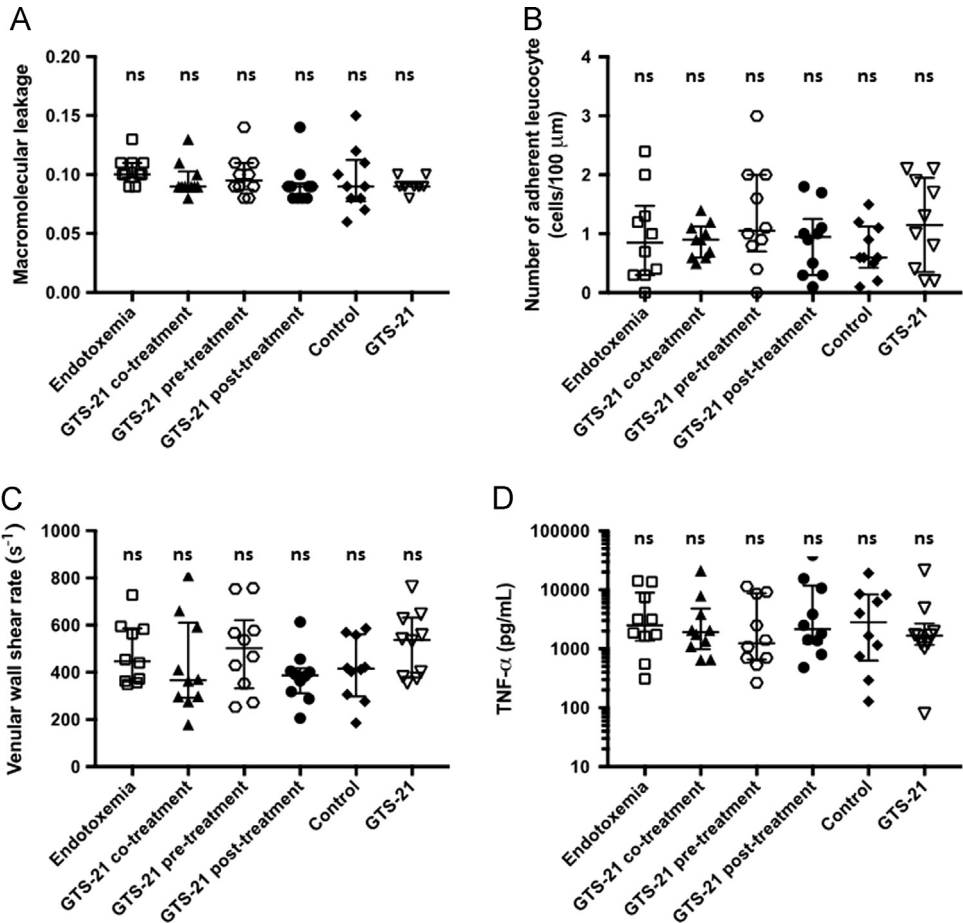 A
Macromolecular leakage
0.20
0.15
0.10
0.05
0.00
ns ns ns ns ns ns
Endotoxemia
GTS-21 co-treatment
GTS-21 pre-treatment
GTS-21 post-treatment
Control
GTS-21
B
Number of adherent leucocyte
(cells/100 μm)
4
3
2
1
0
ns ns ns ns ns ns
Endotoxemia
GTS-21 co-treatment
GTS-21 pre-treatment
GTS-21 post-treatment
Control
GTS-21
C
Venular wall shear rate (s⁻¹)
1000
800
600
400
200
0
ns ns ns ns ns ns
Endotoxemia
GTS-21 co-treatment
GTS-21 pre-treatment
GTS-21 post-treatment
Control
GTS-21
D
TNF-α (pg/mL)
100000
10000
1000
100
10
ns ns ns ns ns ns
Endotoxemia
GTS-21 co-treatment
GTS-21 pre-treatment
GTS-21 post-treatment
Control
GTS-21